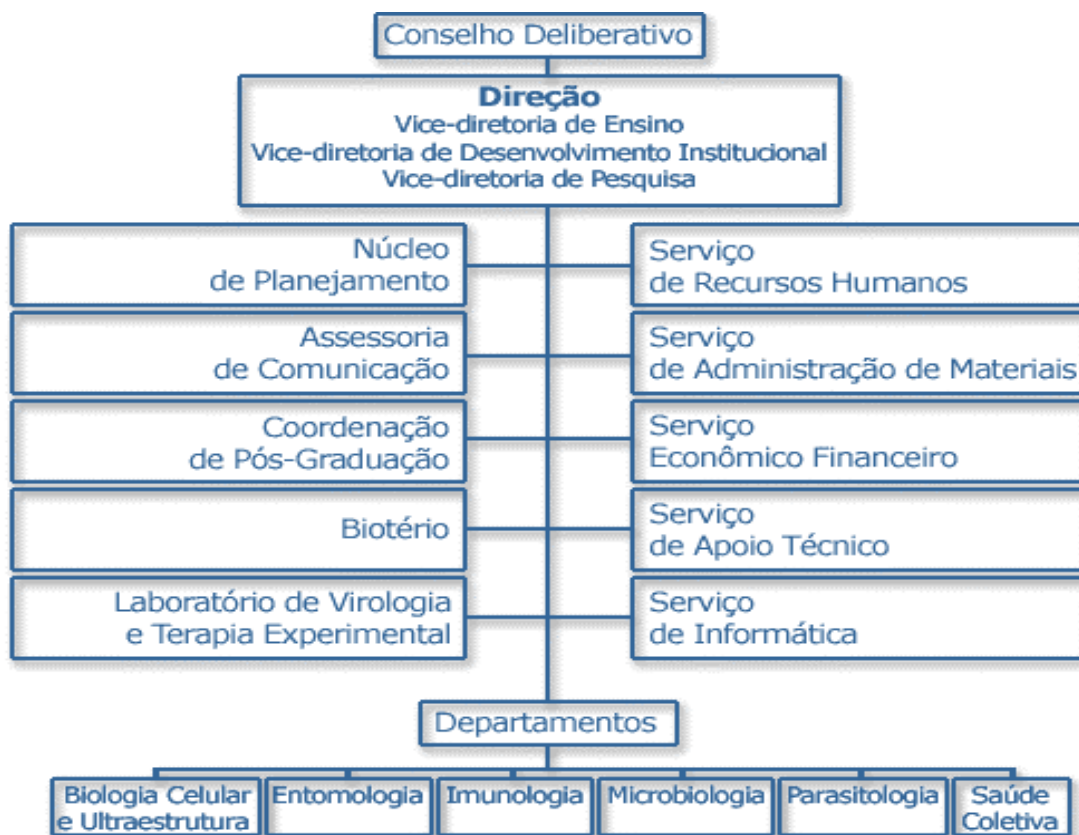 Conselho Deliberativo
Direção
Vice-diretoria de Ensino
Vice-diretoria de Desenvolvimento Institucional
Vice-diretoria de Pesquisa
Núcleo
de Planejamento
Serviço
de Recursos Humanos
Assessoria
de Comunicação
Serviço
de Administração de Materiais
Coordenação
de Pós-Graduação
Serviço
Econômico Financeiro
Biotério
Serviço
de Apoio Técnico
Laboratório de Virologia
e Terapia Experimental
Serviço
de Informática
Departamentos
Biologia Celular
e Ultraestrutura
Entomologia
Imunologia
Microbiologia
Parasitologia
Saúde
Coletiva